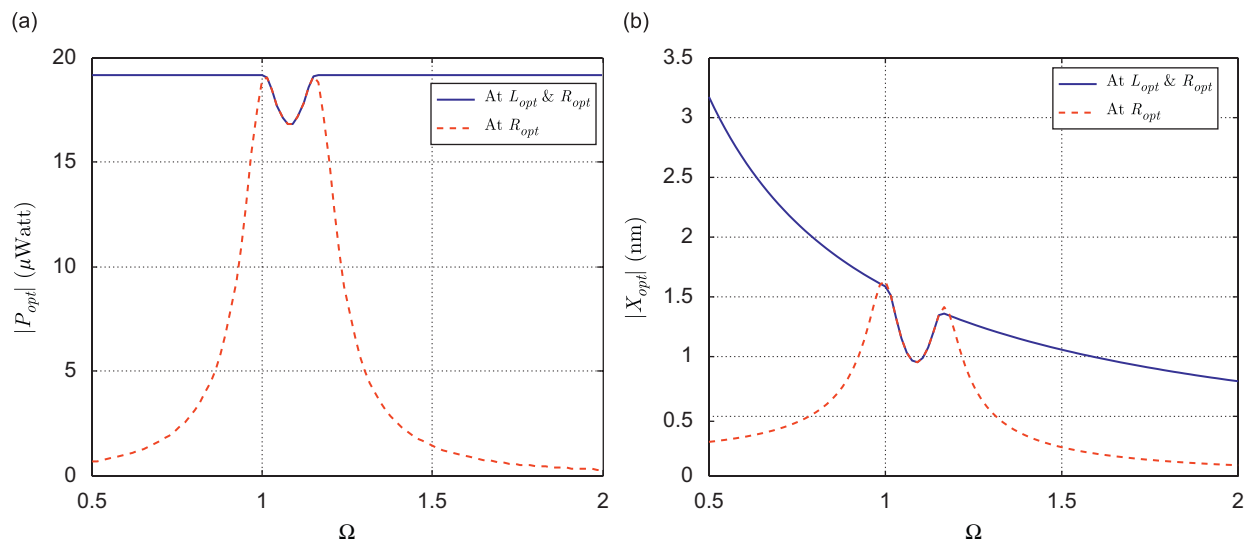 (a)
20
15
10
5
0
0.5
1
1.5
2
|P_opt| (μWatt)
Ω
At L_opt & R_opt
At R_opt
(b)
3.5
3
2.5
2
1.5
1
0.5
0
0.5
1
1.5
2
|X_opt| (nm)
Ω
At L_opt & R_opt
At R_opt